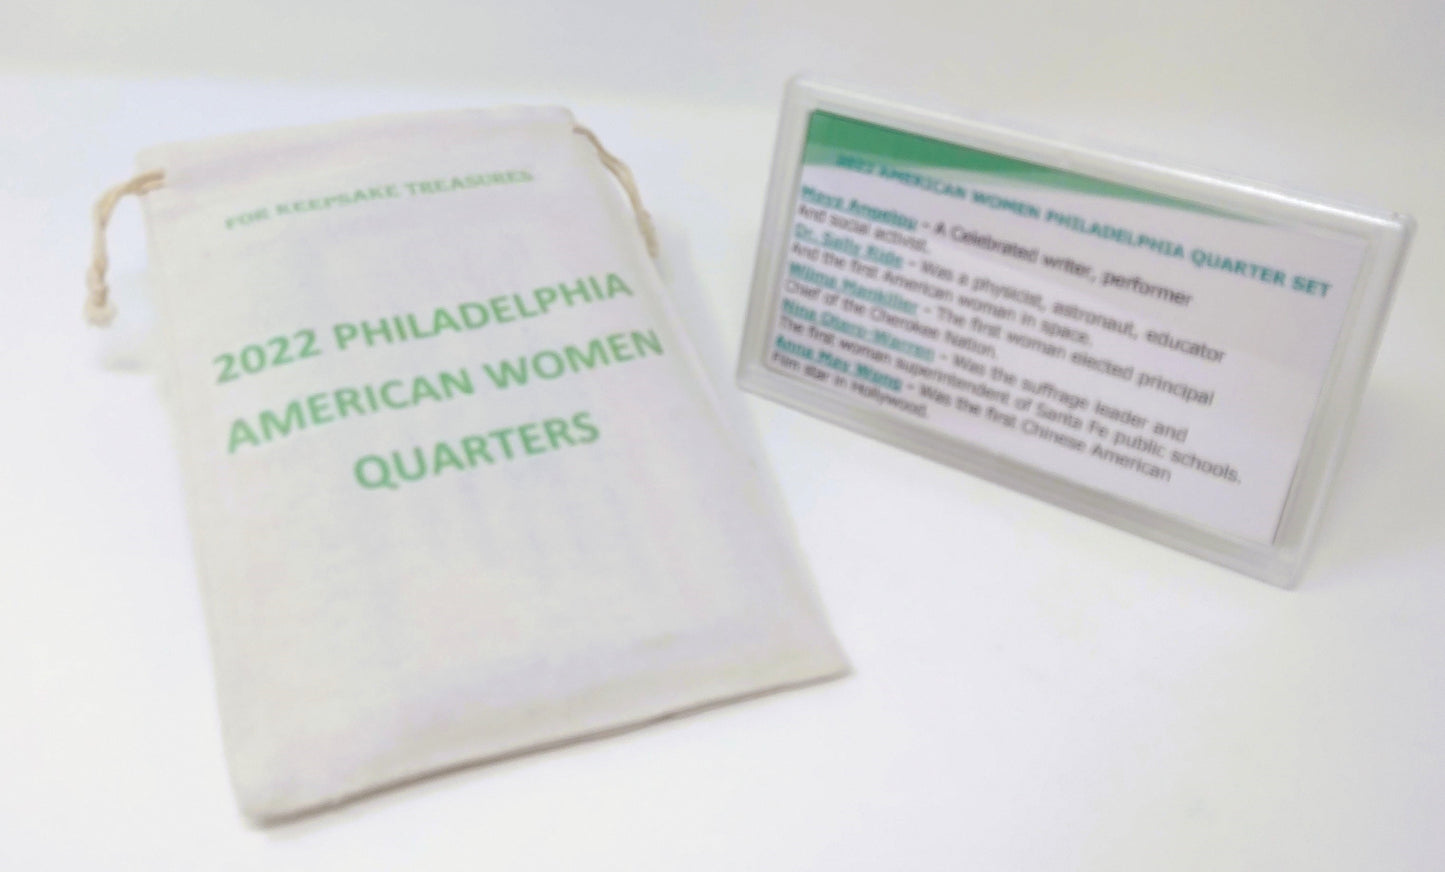 FOR KEEPSAKE TREASURES
2022 PHILADELPHIA
AMERICAN WOMEN
QUARTERS
2022 AMERICAN WOMEN PHILADELPHIA QUARTER SET
Maya Angelou - A Celebrated writer, performer
And social activist.
Dr. Sally Ride - Was a physicist, astronaut, educator
And the first American woman in space.
Wilma Mankiller - The first woman elected principal
Chief of the Cherokee Nation.
Nina Otero-Warren - Was the suffrage leader and
The first woman superintendent of Santa Fe public schools.
Anna May Wong - Was the first Chinese American
Film star in Hollywood.